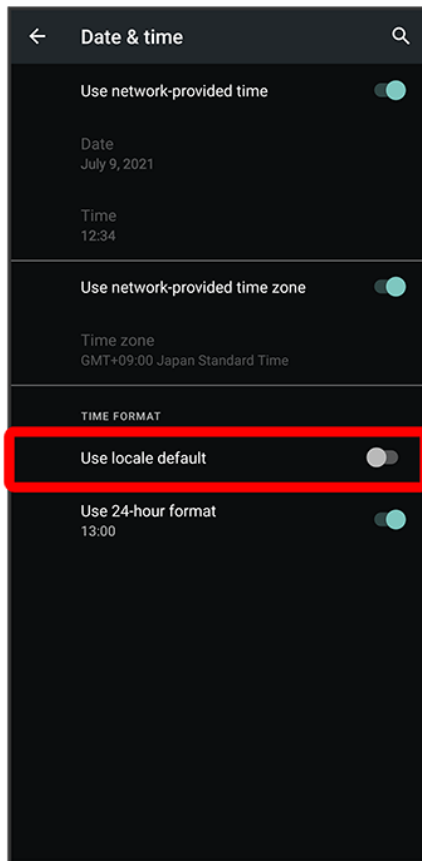 Date & time
Use network-provided time
Date
July 9, 2021
Time
12:34
Use network-provided time zone
Time zone
GMT+09:00 Japan Standard Time
TIME FORMAT
Use locale default
Use 24-hour format
13:00